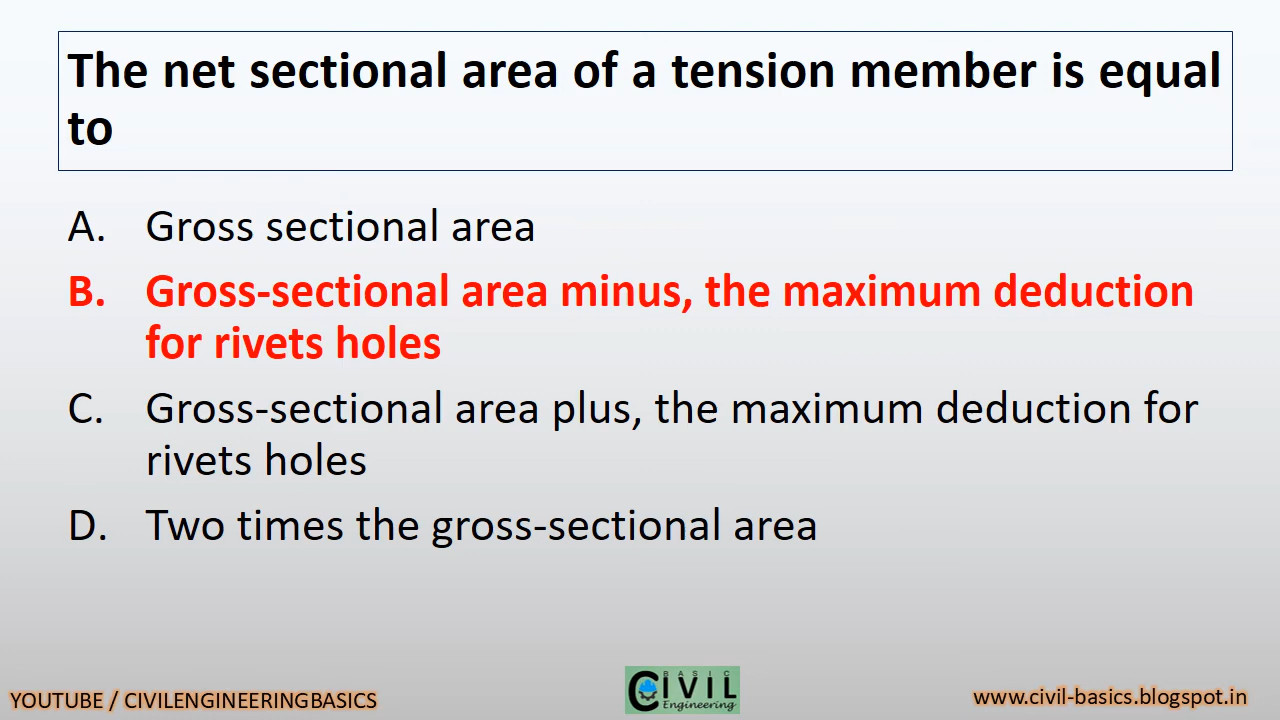 The net sectional area of a tension member is equal
to
A. Gross sectional area
B. Gross-sectional area minus, the maximum deduction
for rivets holes
C. Gross-sectional area plus, the maximum deduction for
rivets holes
D. Two times the gross-sectional area
YOUTUBE / CIVILENGINEERINGBASICS
BASIC
CIVIL
Engineering
www.civil-basics.blogspot.in